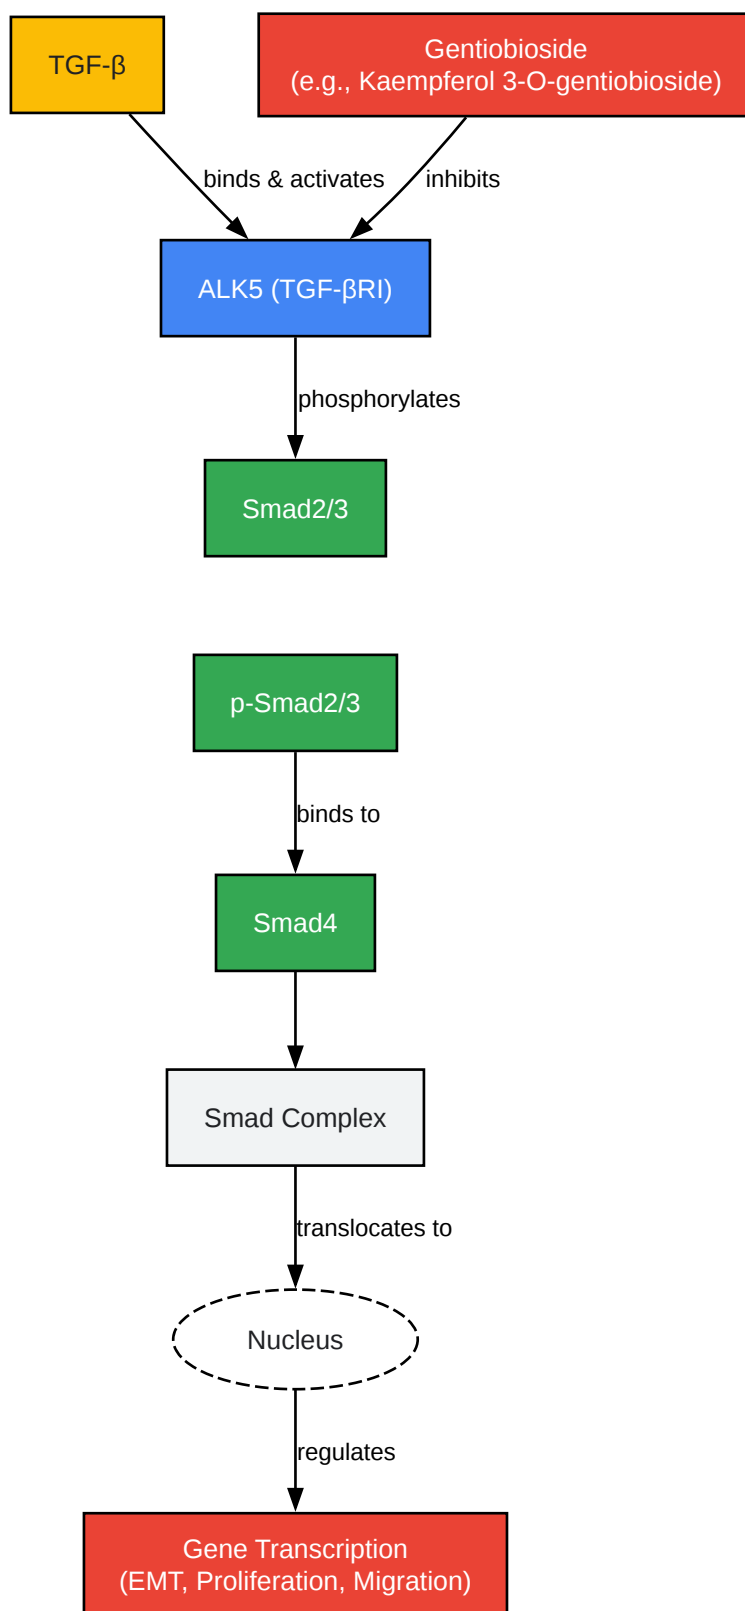 TGF-β
Gentiobioside
(e.g., Kaempferol 3-O-gentiobioside)
binds & activates
inhibits
ALK5 (TGF-βRI)
phosphorylates
Smad2/3
p-Smad2/3
binds to
Smad4
Smad Complex
translocates to
Nucleus
regulates
Gene Transcription
(EMT, Proliferation, Migration)